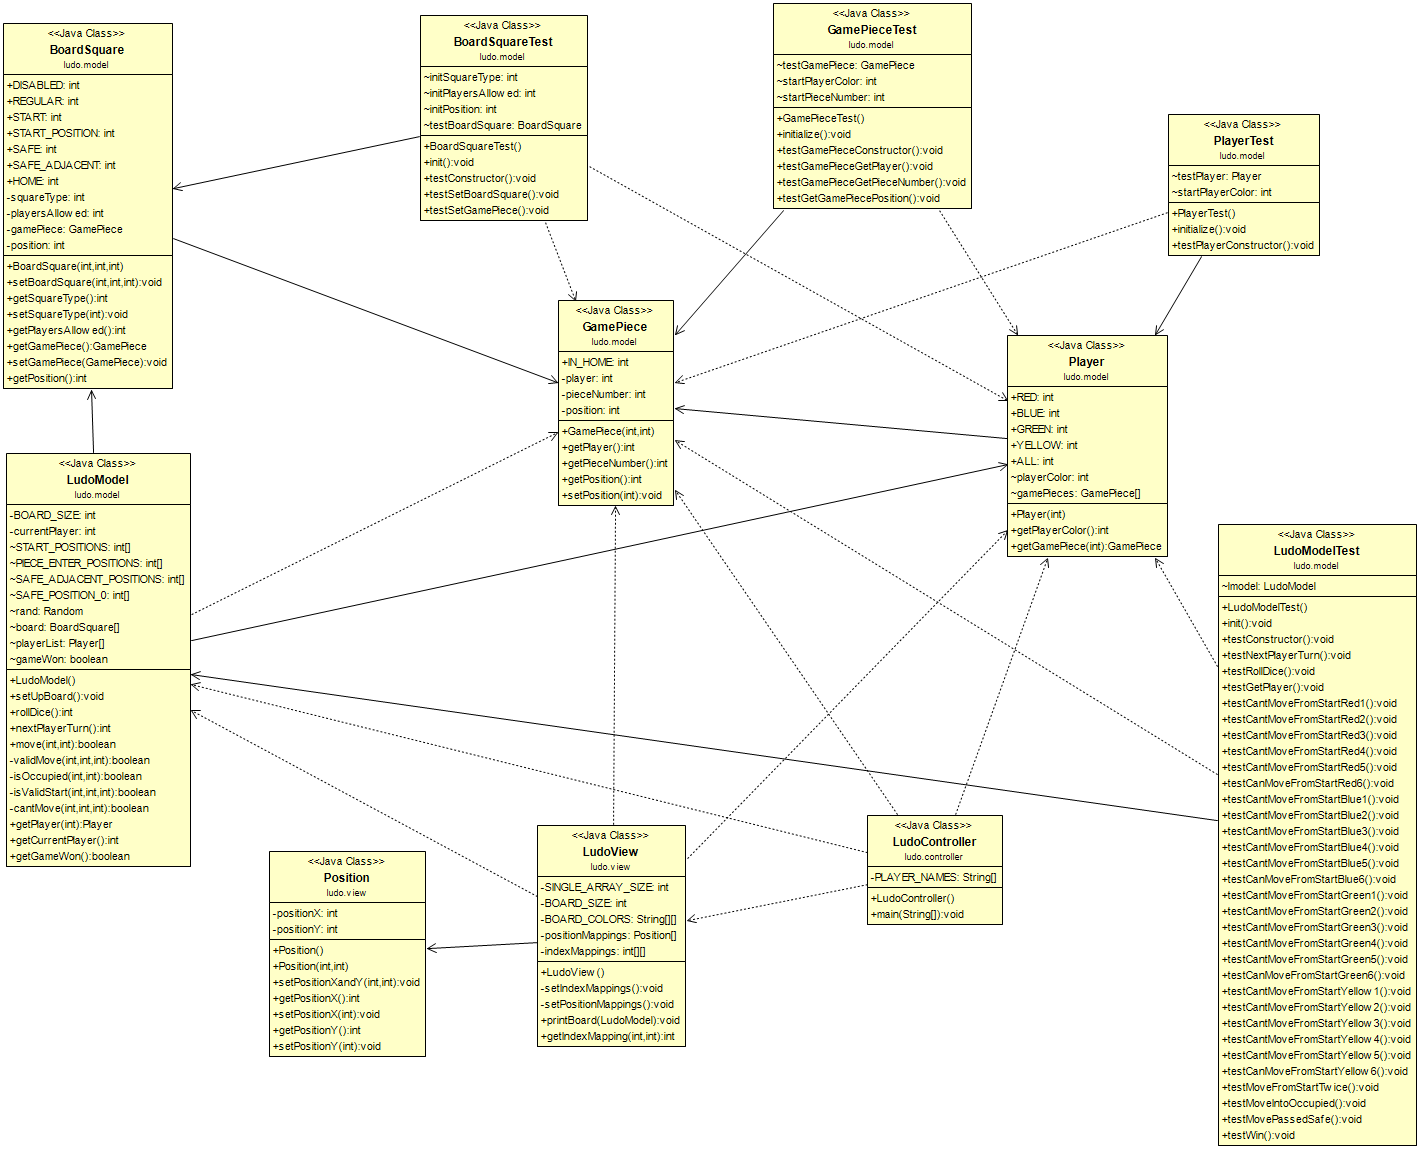 <<Java Class>>
BoardSquare
ludo.model
+DISABLED: int
+REGULAR: int
+START: int
+START_POSITION: int
+SAFE: int
+SAFE_ADJACENT: int
+HOME: int
-squareType: int
-playersAllowed: int
-gamePiece: GamePiece
-position: int
+BoardSquare(int,int,int)
+setBoardSquare(int,int,int):void
+getSquareType():int
+setSquareType(int):void
+getPlayersAllowed():int
+getGamePiece():GamePiece
+setGamePiece(GamePiece):void
+getPosition():int
<<Java Class>>
BoardSquareTest
ludo.model
~initSquareType: int
~initPlayersAllowed: int
~initPosition: int
~testBoardSquare: BoardSquare
+BoardSquareTest()
+init():void
+testConstructor():void
+testSetBoardSquare():void
+testSetGamePiece():void
<<Java Class>>
GamePieceTest
ludo.model
~testGamePiece: GamePiece
~startPlayerColor: int
~startPieceNumber: int
+GamePieceTest()
+initialize():void
+testGamePieceConstructor():void
+testGamePieceGetPlayer():void
+testGamePieceGetPieceNumber():void
+testGetGamePiecePosition():void
<<Java Class>>
PlayerTest
ludo.model
~testPlayer: Player
~startPlayerColor: int
+PlayerTest()
+initialize():void
+testPlayerConstructor():void
<<Java Class>>
GamePiece
ludo.model
+IN_HOME: int
-player: int
-pieceNumber: int
-position: int
+GamePiece(int,int)
+getPlayer():int
+getPieceNumber():int
+getPosition():int
+setPosition(int):void
<<Java Class>>
Player
ludo.model
+RED: int
+BLUE: int
+GREEN: int
+YELLOW: int
+ALL: int
~playerColor: int
~gamePieces: GamePiece[]
+Player(int)
+getPlayerColor():int
+getGamePiece(int):GamePiece
<<Java Class>>
LudoModel
ludo.model
-BOARD_SIZE: int
-currentPlayer: int
~START_POSITIONS: int[]
~PIECE_ENTER_POSITIONS: int[]
~SAFE_ADJACENT_POSITIONS: int[]
~SAFE_POSITION_0: int[]
~rand: Random
~board: BoardSquare[]
~playerList: Player[]
~gameWon: boolean
+LudoModel()
+setUpBoard():void
+rollDice():int
+nextPlayerTurn():int
+move(int,int):boolean
-validMove(int,int,int):boolean
-isOccupied(int,int):boolean
-isValidStart(int,int,int):boolean
-cantMove(int,int,int):boolean
+getPlayer(int):Player
+getCurrentPlayer():int
+getGameWon():boolean
<<Java Class>>
LudoModelTest
ludo.model
~lmodel: LudoModel
+LudoModelTest()
+init():void
+testConstructor():void
+testNextPlayerTurn():void
+testRollDice():void
+testGetPlayer():void
+testCantMoveFromStartRed1():void
+testCantMoveFromStartRed2():void
+testCantMoveFromStartRed3():void
+testCantMoveFromStartRed4():void
+testCantMoveFromStartRed5():void
+testCanMoveFromStartRed6():void
+testCantMoveFromStartBlue1():void
+testCantMoveFromStartBlue2():void
+testCantMoveFromStartBlue3():void
+testCantMoveFromStartBlue4():void
+testCantMoveFromStartBlue5():void
+testCanMoveFromStartBlue6():void
+testCantMoveFromStartGreen1():void
+testCantMoveFromStartGreen2():void
+testCantMoveFromStartGreen3():void
+testCantMoveFromStartGreen4():void
+testCantMoveFromStartGreen5():void
+testCanMoveFromStartGreen6():void
+testCantMoveFromStartYellow1():void
+testCantMoveFromStartYellow2():void
+testCantMoveFromStartYellow3():void
+testCantMoveFromStartYellow4():void
+testCantMoveFromStartYellow5():void
+testCanMoveFromStartYellow6():void
+testMoveFromStartTwice():void
+testMoveIntoOccupied():void
+testMovePassedSafe():void
+testWin():void
<<Java Class>>
Position
ludo.view
-positionX: int
-positionY: int
+Position()
+Position(int,int)
+setPositionXandY(int,int):void
+getPositionX():int
+setPositionX(int):void
+getPositionY():int
+setPositionY(int):void
<<Java Class>>
LudoView
ludo.view
-SINGLE_ARRAY_SIZE: int
-BOARD_SIZE: int
-BOARD_COLORS: String[][]
-positionMappings: Position[]
-indexMappings: int[][]
+LudoView()
-setIndexMappings():void
-setPositionMappings():void
+printBoard(LudoModel):void
+getIndexMapping(int,int):int
<<Java Class>>
LudoController
ludo.controller
-PLAYER_NAMES: String[]
+LudoController()
+main(String[]):void